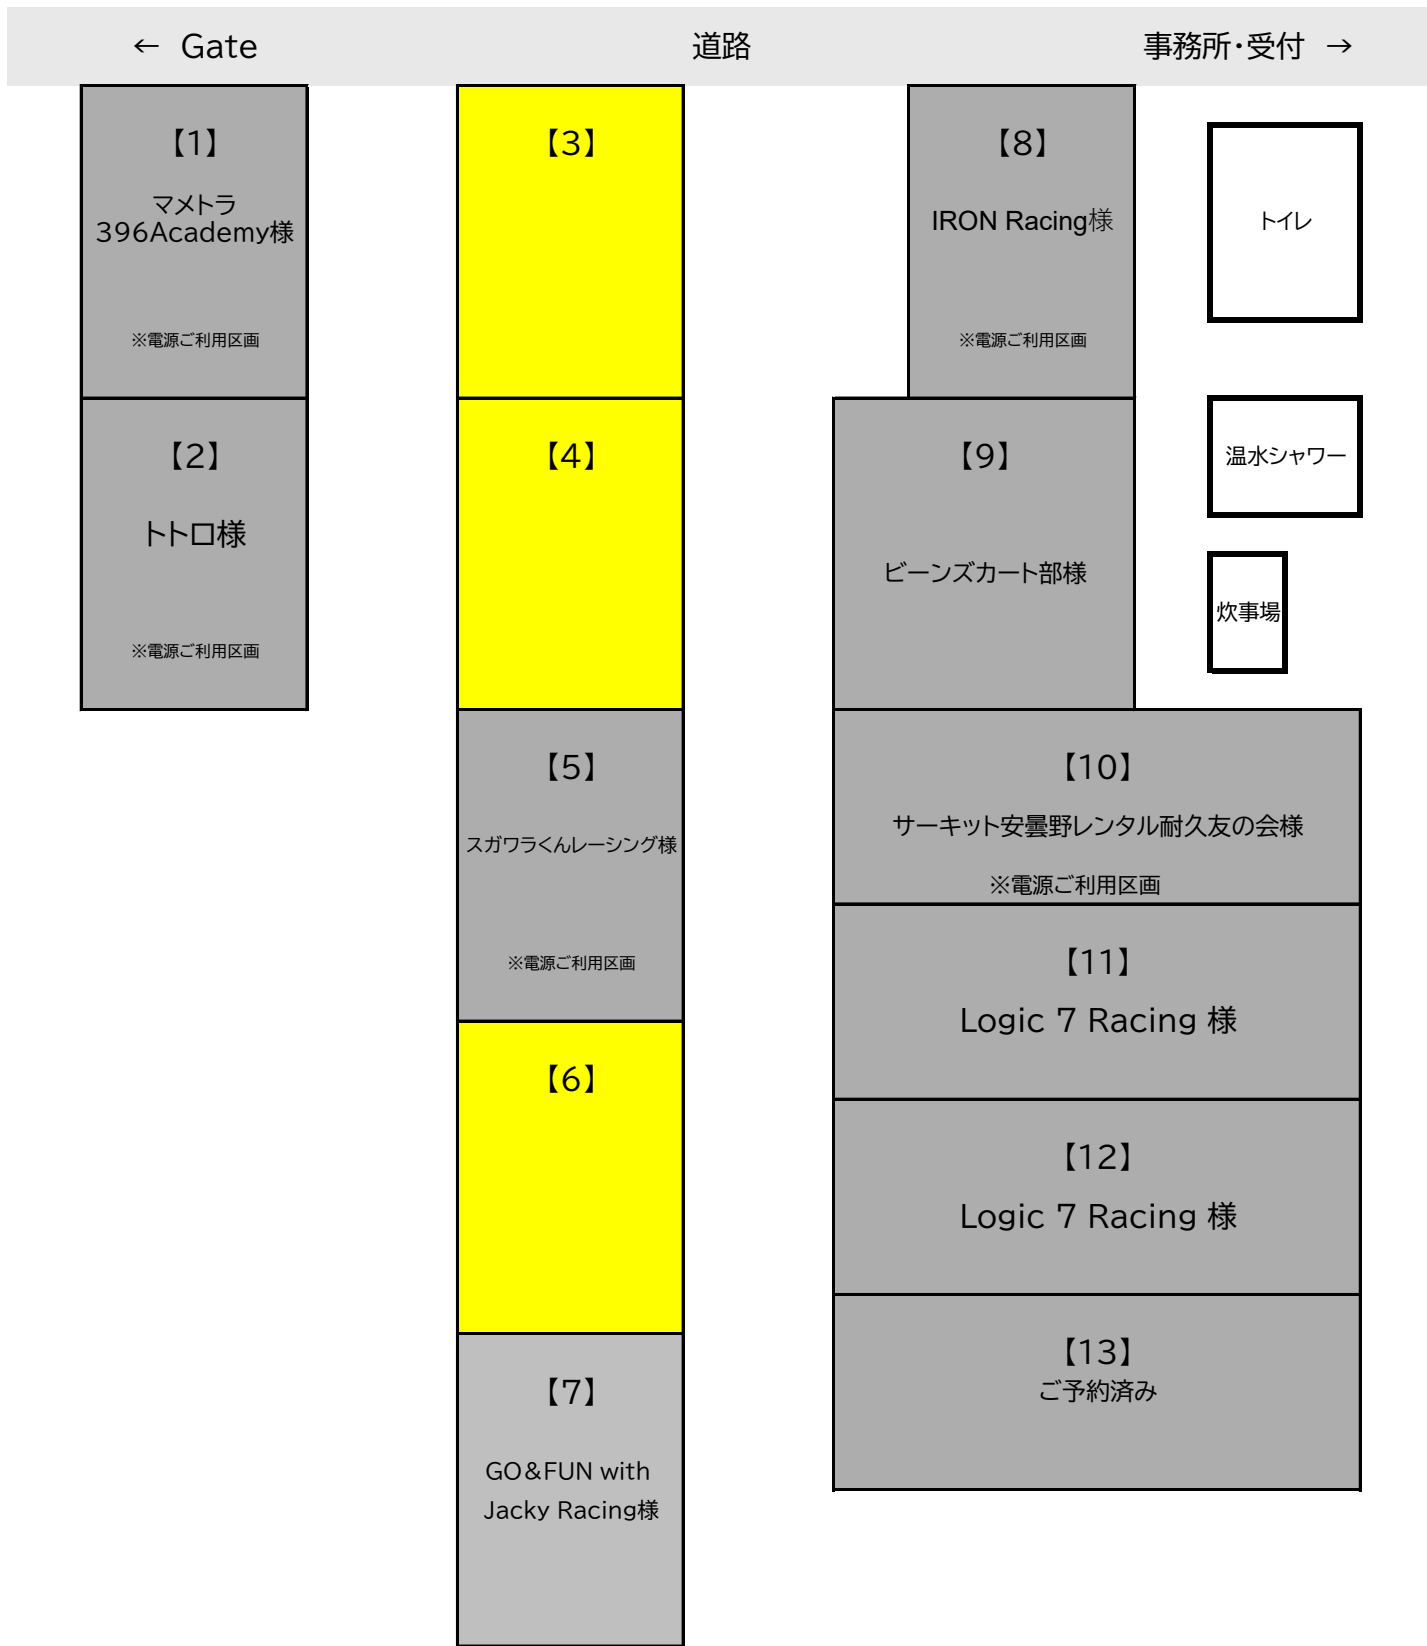 ← Gate
道路
事務所・受付 →
【1】
マメトラ
396Academy様
※電源ご利用区画
【2】
トトロ様
※電源ご利用区画
【3】
【4】
【5】
スガワラくんレーシング様
※電源ご利用区画
【6】
【7】
GO&FUN with
Jacky Racing様
【8】
IRON Racing様
※電源ご利用区画
【9】
ビーンズカート部様
【10】
サーキット安曇野レンタル耐久友の会様
※電源ご利用区画
【11】
Logic 7 Racing 様
【12】
Logic 7 Racing 様
【13】
ご予約済み
トイレ
温水シャワー
炊事場